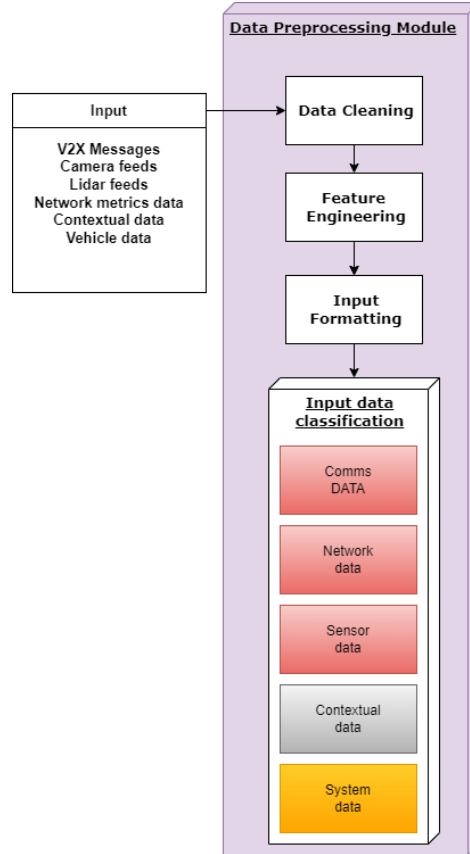 Data Preprocessing Module
Input
V2X Messages
Camera feeds
Lidar feeds
Network metrics data
Contextual data
Vehicle data
Data Cleaning
Feature
Engineering
Input
Formatting
Input data
classification
Comms
DATA
Network
data
Sensor
data
Contextual
data
System
data